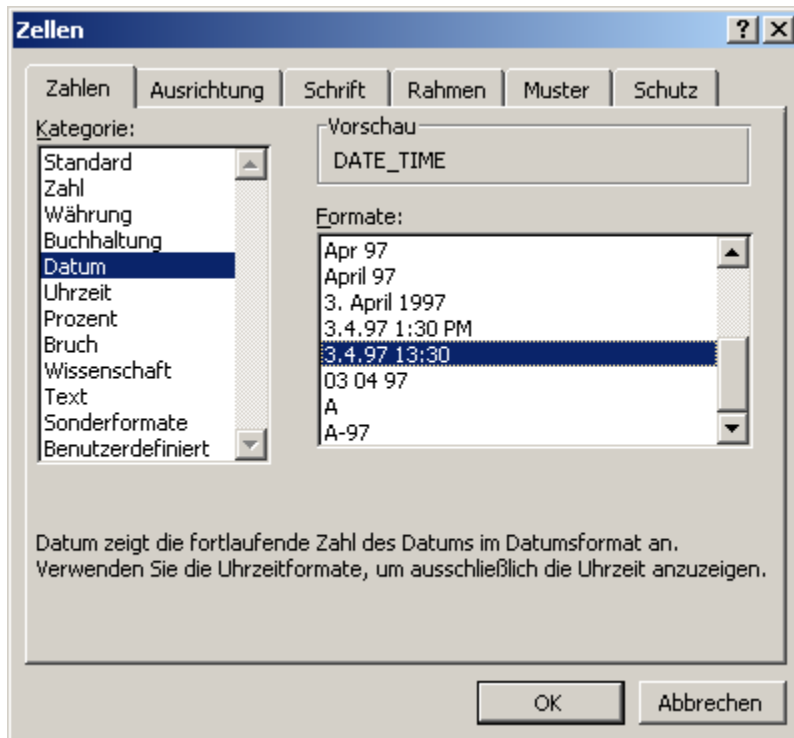 Zellen
Zahlen Ausrichtung Schrift Rahmen Muster Schutz
Kategorie:
Standard
Zahl
Währung
Buchhaltung
Datum
Uhrzeit
Prozent
Bruch
Wissenschaft
Text
Sonderformate
Benutzerdefiniert
Vorschau
DATE_TIME
Formate:
Apr 97
April 97
3. April 1997
3.4.97 1:30 PM
3.4.97 13:30
03 04 97
A
A-97
Datum zeigt die fortlaufende Zahl des Datums im Datumsformat an.
Verwenden Sie die Uhrzeitformate, um ausschließlich die Uhrzeit anzuzeigen.
OK Abbrechen